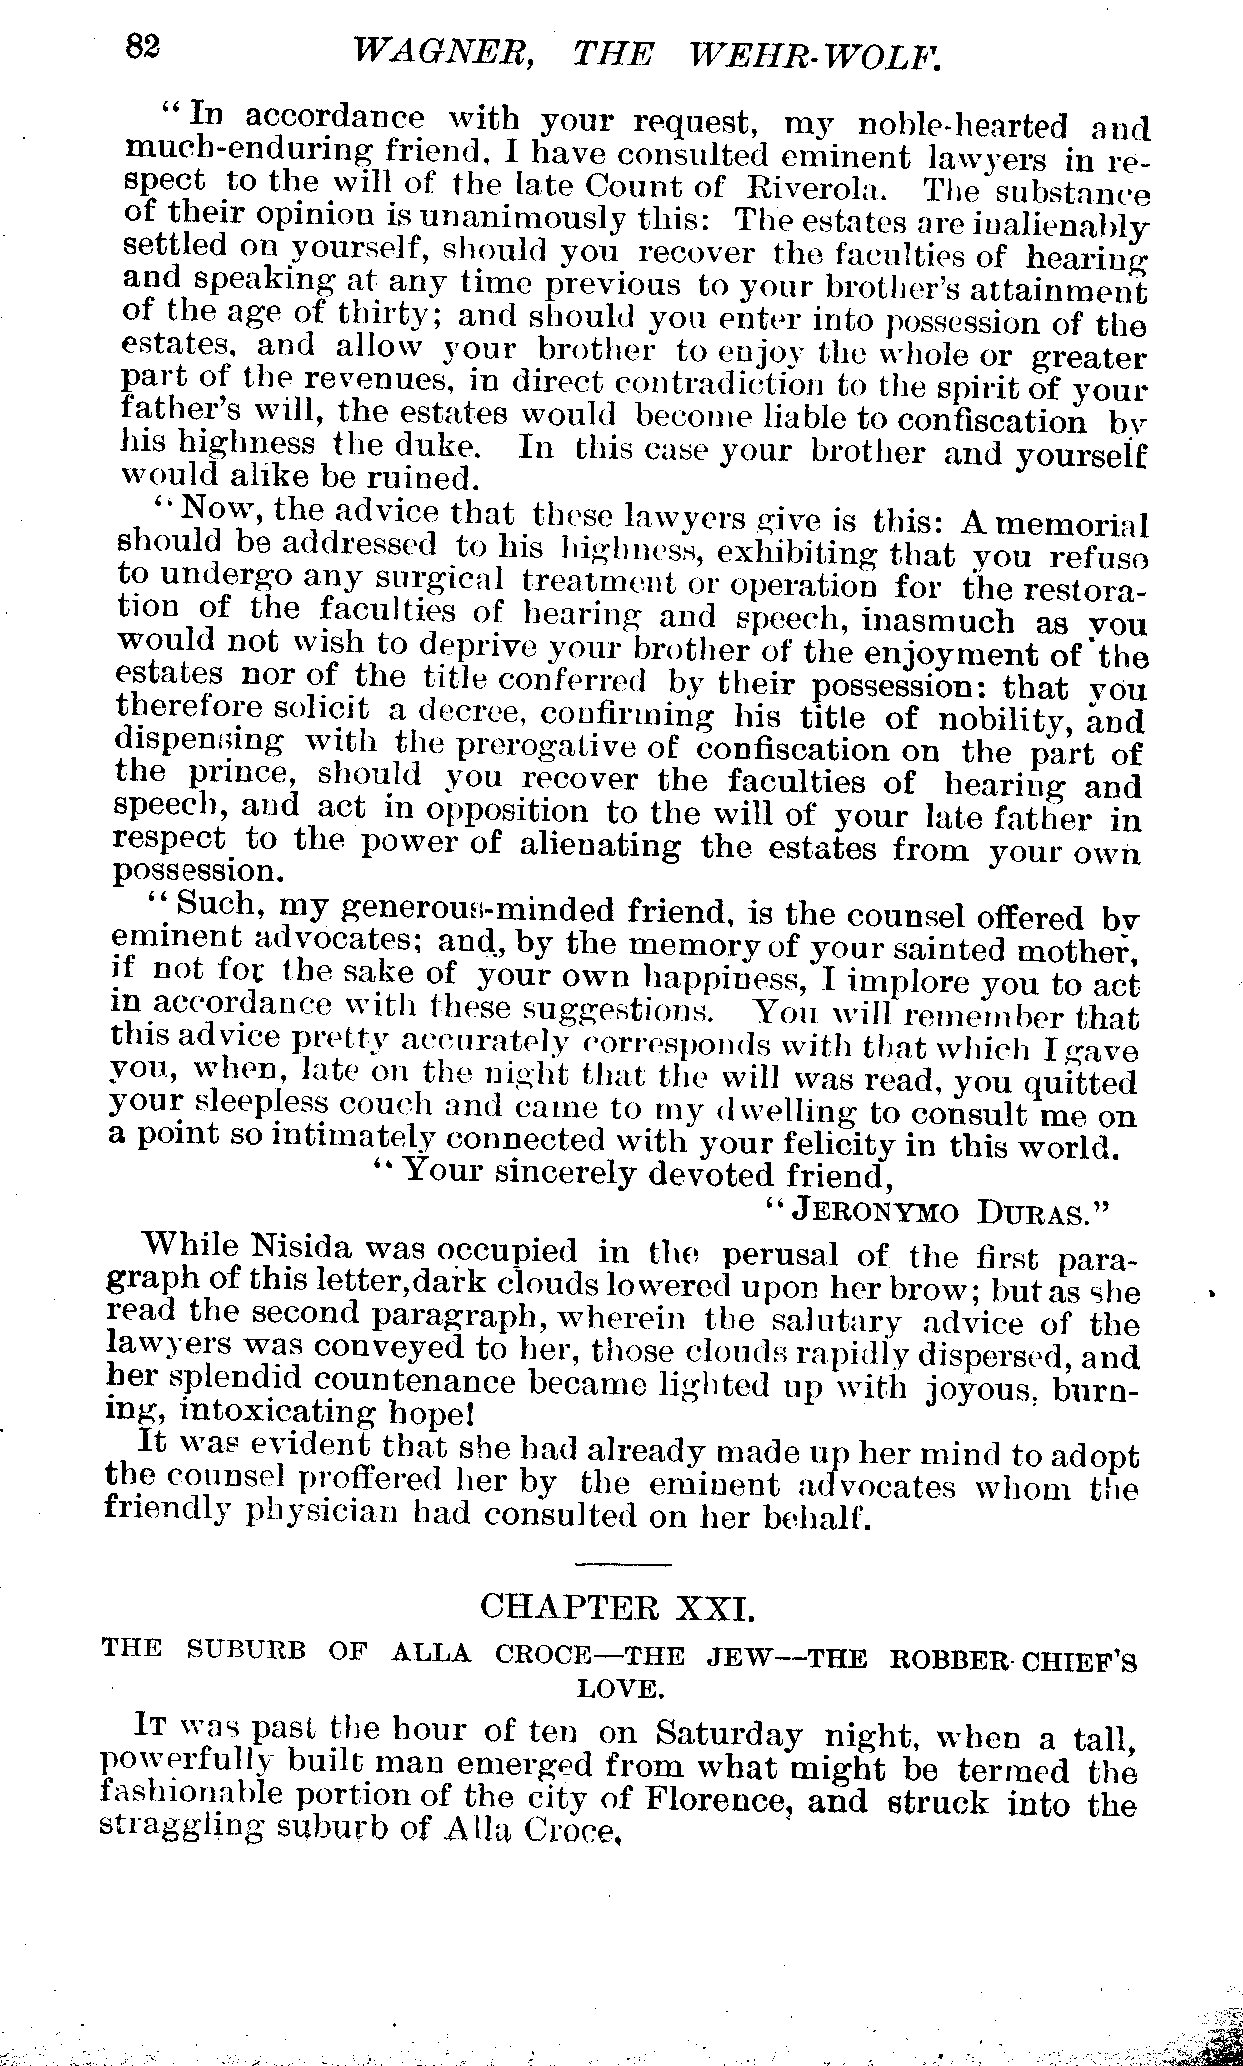 82 WAGNER, THE WEHR-WOLF.
“In accordance with your request, my noble-hearted and
much-enduring friend, I have consulted eminent lawyers in re-
spect to the will of the late Count of Riverola. The substance
of their opinion is unanimously this: The estates are inalienably
settled on yourself, should you recover the faculties of hearing
and speaking at any time previous to your brother's attainment
of the age of thirty; and should you enter into possession of the
estates, and allow your brother to enjoy the whole or greater
part of the revenues, in direct contradiction to the spirit of your
father's will, the estates would become liable to confiscation by
his highness the duke. In this case your brother and yourself
would alike be ruined.
“Now, the advice that these lawyers give is this: A memorial
should be addressed to his highness, exhibiting that you refuse
to undergo any surgical treatment or operation for the restora-
tion of the faculties of hearing and speech, inasmuch as you
would not wish to deprive your brother of the enjoyment of the
estates nor of the title conferred by their possession: that you
therefore solicit a decree, confirming his title of nobility, and
dispensing with the prerogative of confiscation on the part of
the prince, should you recover the faculties of hearing and
speech, and act in opposition to the will of your late father in
respect to the power of alienating the estates from your own
possession.
“Such, my generous-minded friend, is the counsel offered by
eminent advocates; and, by the memory of your sainted mother,
if not for the sake of your own happiness, I implore you to act
in accordance with these suggestions. You will remember that
this advice pretty accurately corresponds with that which I gave
you, when, late on the night that the will was read, you quitted
your sleepless couch and came to my dwelling to consult me on
a point so intimately connected with your felicity in this world.
“Your sincerely devoted friend,
“JERONYMO DURAS.”
While Nisida was occupied in the perusal of the first para-
graph of this letter, dark clouds lowered upon her brow; but as she
read the second paragraph, wherein the salutary advice of the
lawyers was conveyed to her, those clouds rapidly dispersed, and
her splendid countenance became lighted up with joyous, burn-
ing, intoxicating hope!
It was evident that she had already made up her mind to adopt
the counsel proffered her by the eminent advocates whom the
friendly physician had consulted on her behalf.
CHAPTER XXI.
THE SUBURB OF ALLA CROCE—THE JEW—THE ROBBER-CHIEF'S
LOVE.
IT was past the hour of ten on Saturday night, when a tall,
powerfully built man emerged from what might be termed the
fashionable portion of the city of Florence, and struck into the
straggling suburb of Alla Croce.